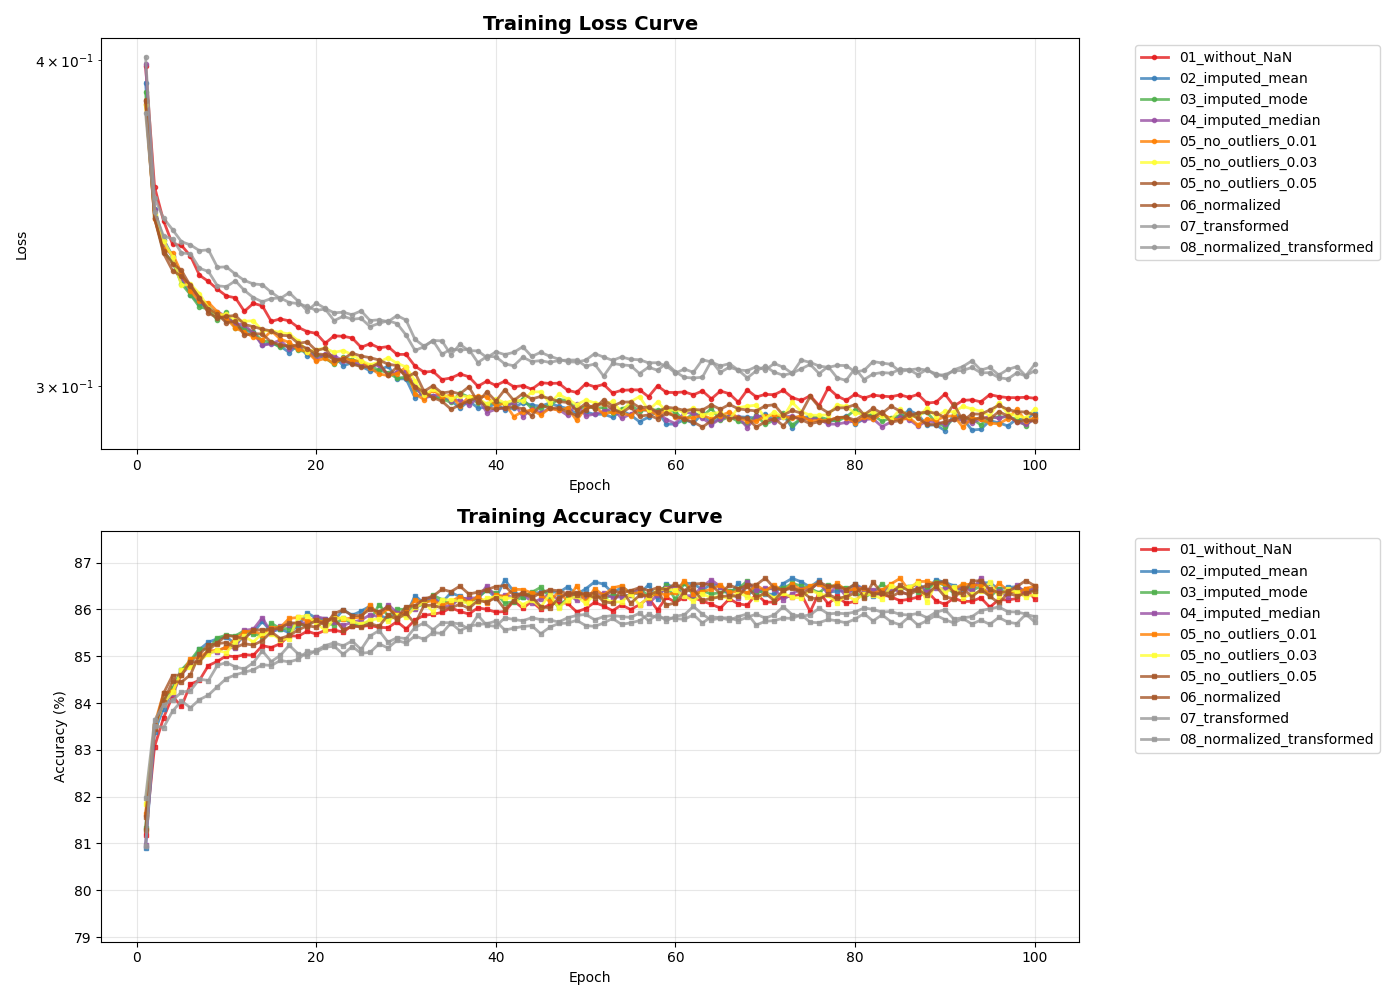 Training Loss Curve
4 × 10⁻¹
3 × 10⁻¹
Loss
0 20 40 60 80 100
Epoch
01_without_NaN
02_imputed_mean
03_imputed_mode
04_imputed_median
05_no_outliers_0.01
05_no_outliers_0.03
05_no_outliers_0.05
06_normalized
07_transformed
08_normalized_transformed
Training Accuracy Curve
87
86
85
84
83
82
81
80
79
Accuracy (%)
0 20 40 60 80 100
Epoch
01_without_NaN
02_imputed_mean
03_imputed_mode
04_imputed_median
05_no_outliers_0.01
05_no_outliers_0.03
05_no_outliers_0.05
06_normalized
07_transformed
08_normalized_transformed